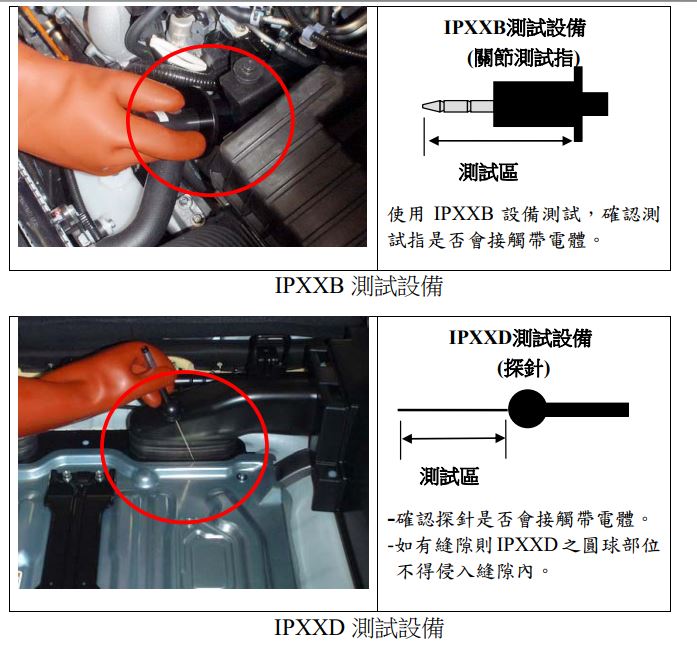 IPXXB測試設備
(關節測試指)
測試區
使用 IPXXB 設備測試，確認測
試指是否會接觸帶電體。
IPXXB 測試設備
IPXXD測試設備
(探針)
測試區
-確認探針是否會接觸帶電體。
-如有縫隙則IPXXD之圓球部位
不得侵入縫隙內。
IPXXD 測試設備